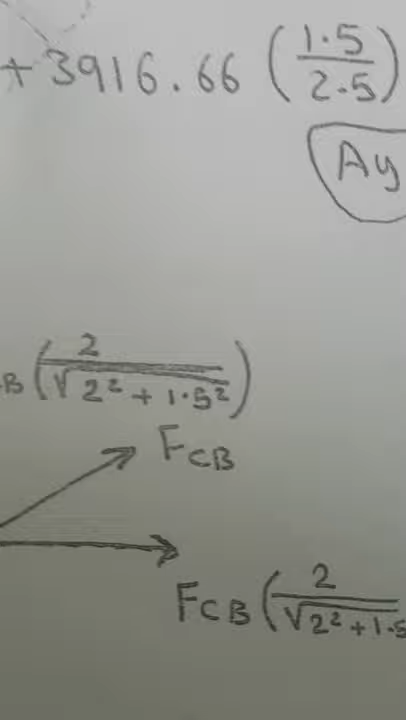 + 3916.66 (1.5/2.5)
Ay
B (2/√2² + 1.5²)
FCB
FCB (2/√2² + 1.5